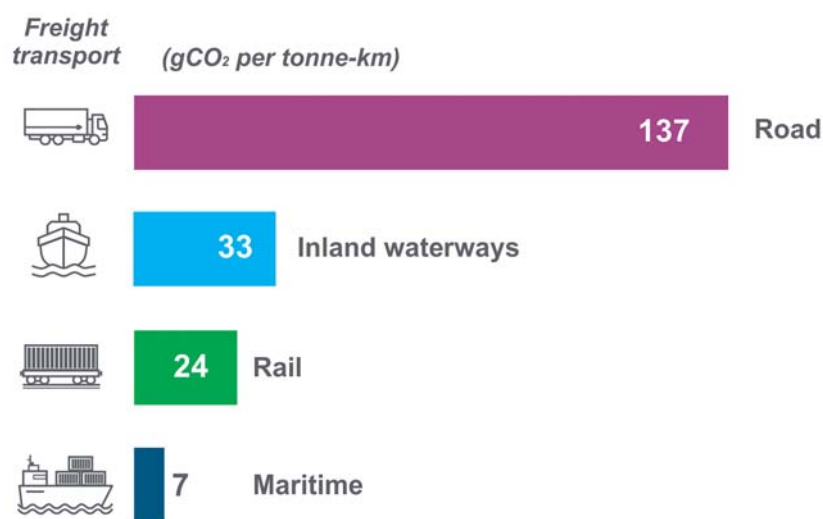 Freight
transport
(gCO₂ per tonne-km)
137 Road
33 Inland waterways
24 Rail
7 Maritime